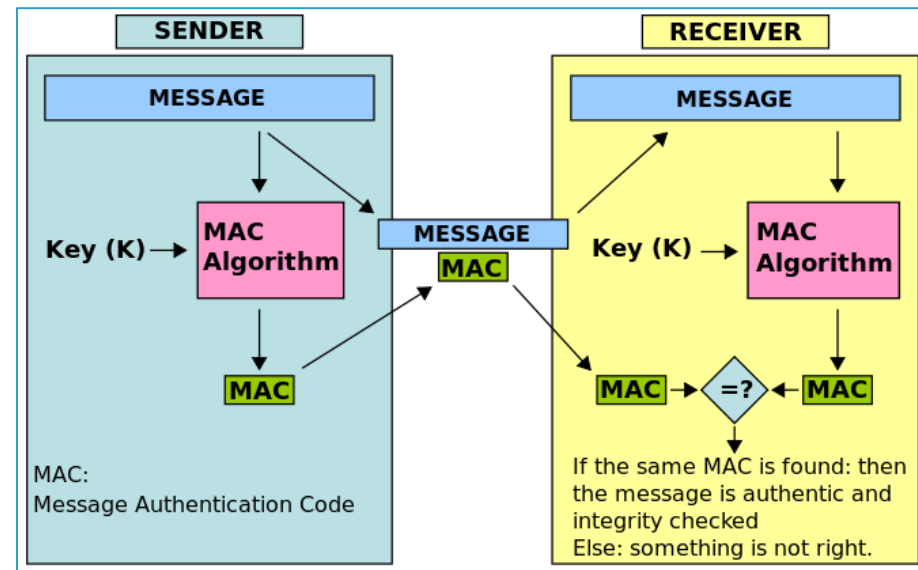 SENDER
MESSAGE
Key (K)
MAC
Algorithm
MAC
MAC:
Message Authentication Code
MESSAGE
MAC
RECEIVER
MESSAGE
Key (K)
MAC
Algorithm
MAC
=?
MAC
If the same MAC is found: then
the message is authentic and
integrity checked
Else: something is not right.